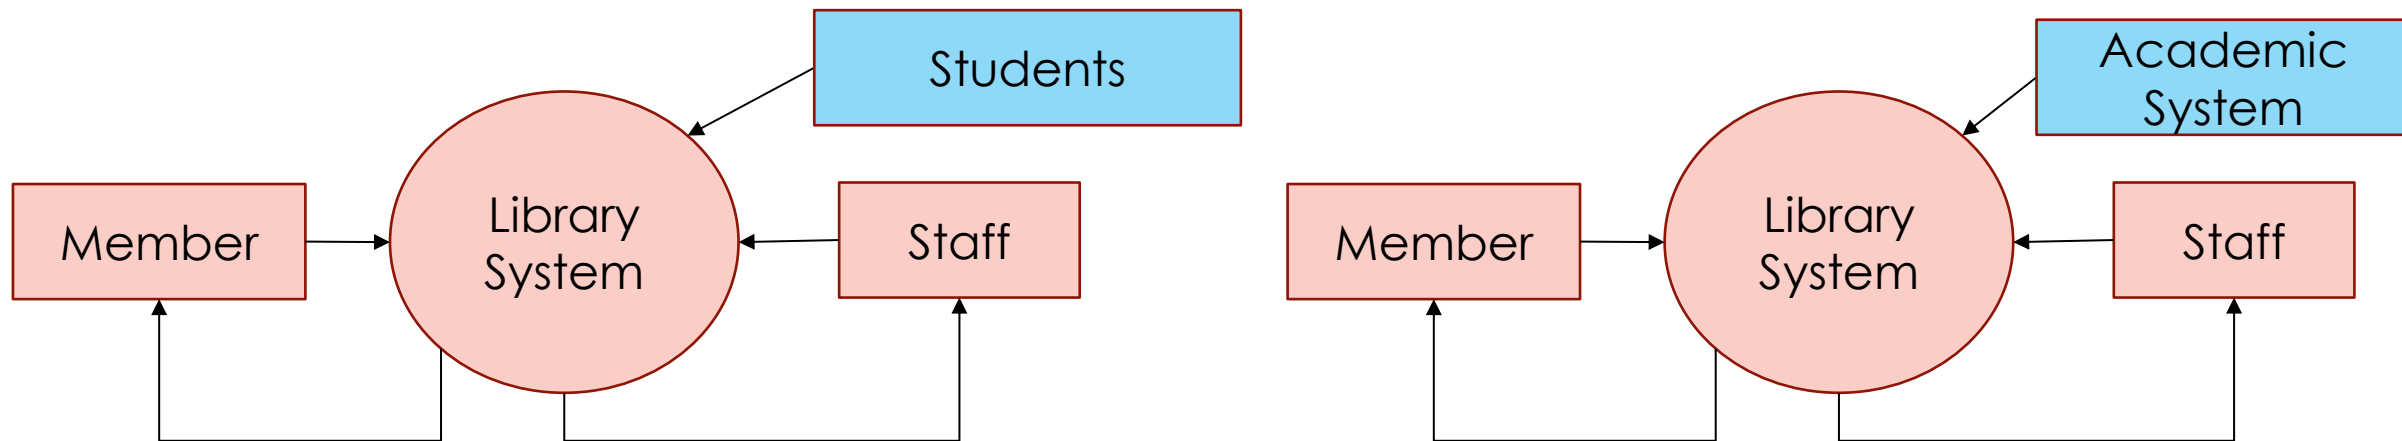 Students
Member
Library
System
Staff
Academic
System
Member
Library
System
Staff